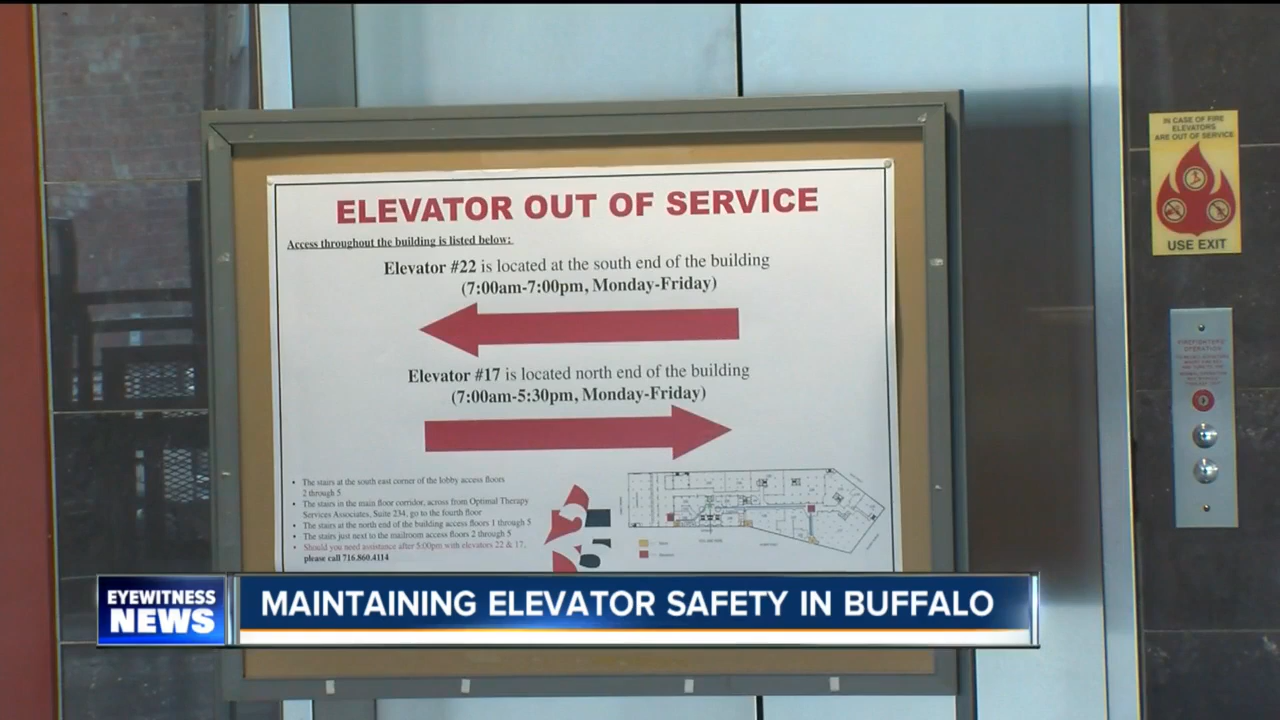 IN CASE OF FIRE
ELEVATORS
ARE OUT OF SERVICE
USE EXIT
ELEVATOR OUT OF SERVICE
Access throughout the building is listed below:
Elevator #22 is located at the south end of the building
(7:00am-7:00pm, Monday-Friday)
Elevator #17 is located north end of the building
(7:00am-5:30pm, Monday-Friday)
• The stairs at the south east corner of the lobby access floors
2 through 5
• The stairs in the main floor corridor, across from Optimal Therapy
Services Associates, Suite 234, go to the fourth floor
• The stairs at the north end of the building access floors 1 through 5
• The stairs just next to the mailroom access floors 2 through 5
• Should you need assistance after 5:00pm with elevators 22 & 17,
please call 716.860.4114
FIREFIGHTERS'
OPERATION
EYEWITNESS
NEWS
MAINTAINING ELEVATOR SAFETY IN BUFFALO